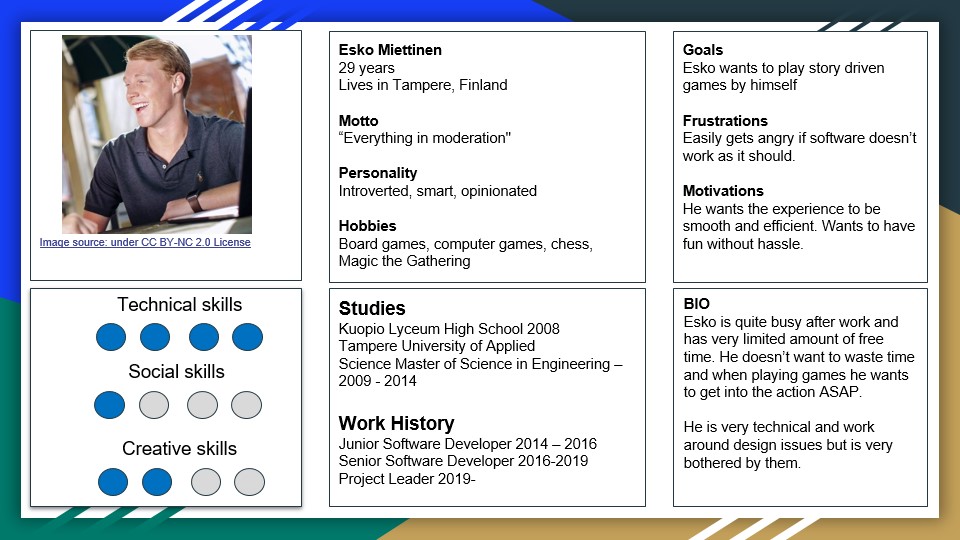 Image source: under CC BY-NC 2.0 License
Esko Miettinen
29 years
Lives in Tampere, Finland
Motto
“Everything in moderation"
Personality
Introverted, smart, opinionated
Hobbies
Board games, computer games, chess,
Magic the Gathering
Goals
Esko wants to play story driven
games by himself
Frustrations
Easily gets angry if software doesn’t
work as it should.
Motivations
He wants the experience to be
smooth and efficient. Wants to have
fun without hassle.
Technical skills
Social skills
Creative skills
Studies
Kuopio Lyceum High School 2008
Tampere University of Applied
Science Master of Science in Engineering –
2009 - 2014
Work History
Junior Software Developer 2014 – 2016
Senior Software Developer 2016-2019
Project Leader 2019-
BIO
Esko is quite busy after work and
has very limited amount of free
time. He doesn’t want to waste time
and when playing games he wants
to get into the action ASAP.
He is very technical and work
around design issues but is very
bothered by them.